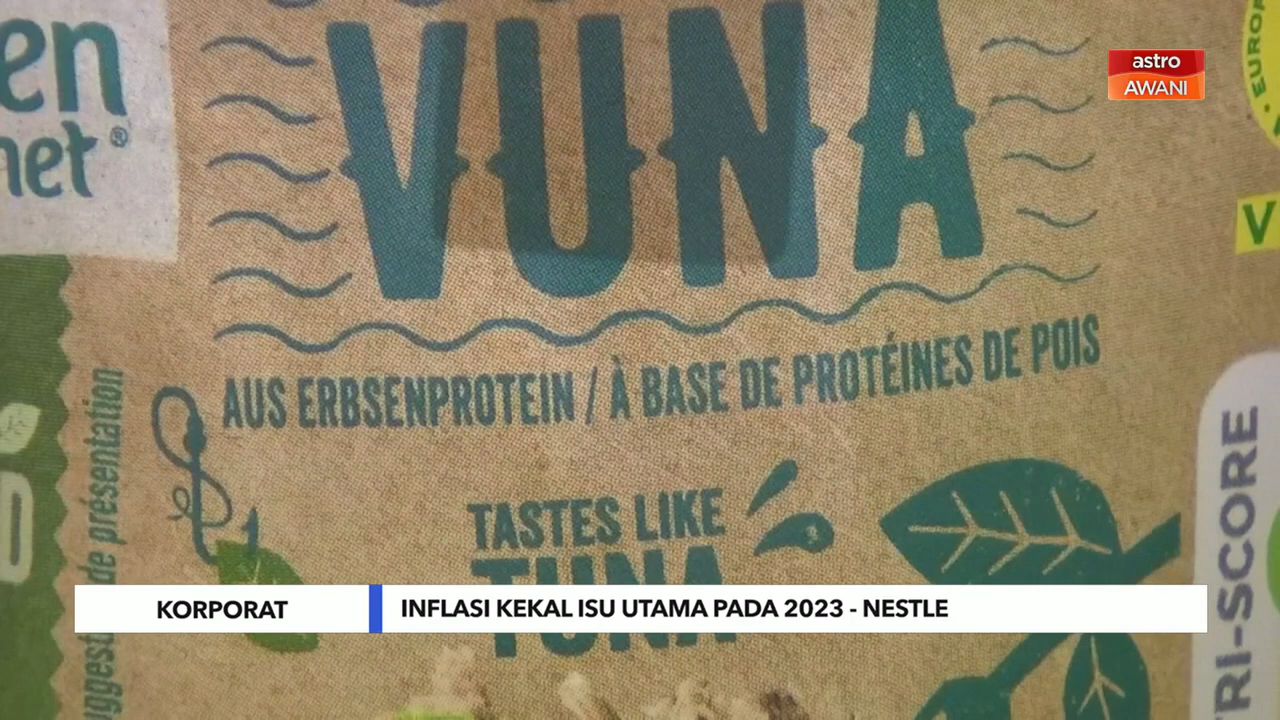 en
net®
VUNA
AUS ERBSENPROTEIN / À BASE DE PROTÉINES DE POIS
TASTES LIKE
TUNA
de présentation
EUROP
V
RI-SCORE
astro
AWANI
KORPORAT
INFLASI KEKAL ISU UTAMA PADA 2023 - NESTLE